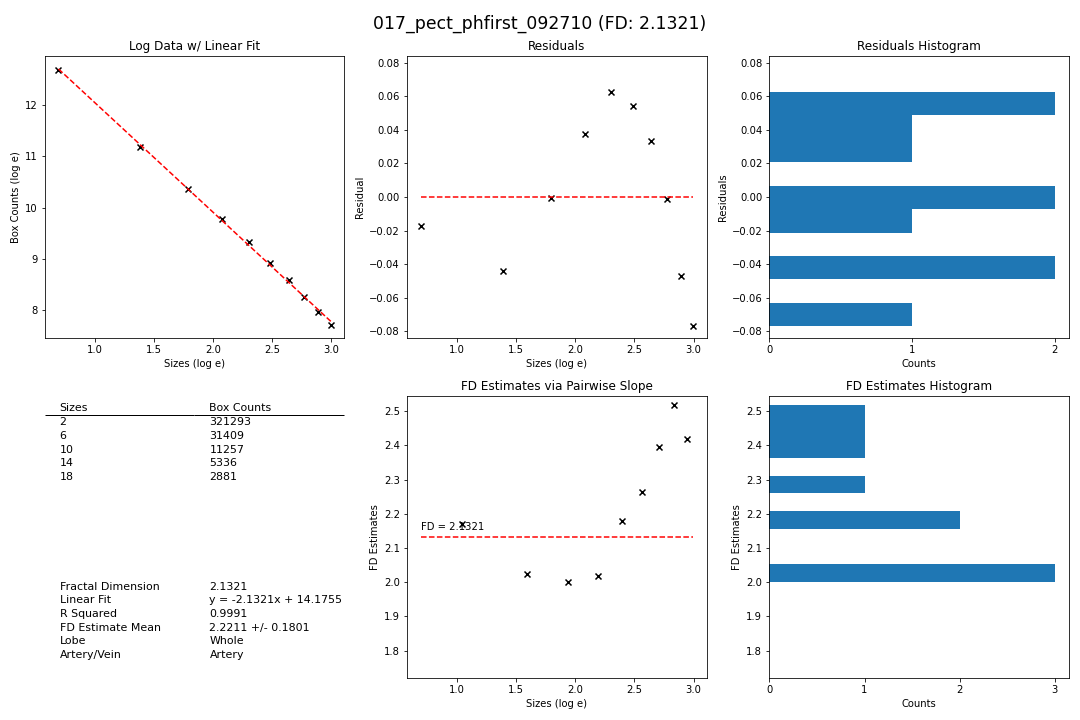 017_pect_phfirst_092710 (FD: 2.1321)
Log Data w/ Linear Fit
Box Counts (log e)
12
11
10
9
8
1.0 1.5 2.0 2.5 3.0
Sizes (log e)
Residuals
Residual
0.08
0.06
0.04
0.02
0.00
−0.02
−0.04
−0.06
−0.08
1.0 1.5 2.0 2.5 3.0
Sizes (log e)
Residuals Histogram
Residuals
0.08
0.06
0.04
0.02
0.00
−0.02
−0.04
−0.06
−0.08
0 1 2
Counts
Sizes Box Counts
2 321293
6 31409
10 11257
14 5336
18 2881
Fractal Dimension 2.1321
Linear Fit y = -2.1321x + 14.1755
R Squared 0.9991
FD Estimate Mean 2.2211 +/- 0.1801
Lobe Whole
Artery/Vein Artery
FD Estimates via Pairwise Slope
FD Estimates
2.5
2.4
2.3
2.2
2.1
2.0
1.9
1.8
FD = 2.1321
1.0 1.5 2.0 2.5 3.0
Sizes (log e)
FD Estimates Histogram
FD Estimates
2.5
2.4
2.3
2.2
2.1
2.0
1.9
1.8
0 1 2 3
Counts